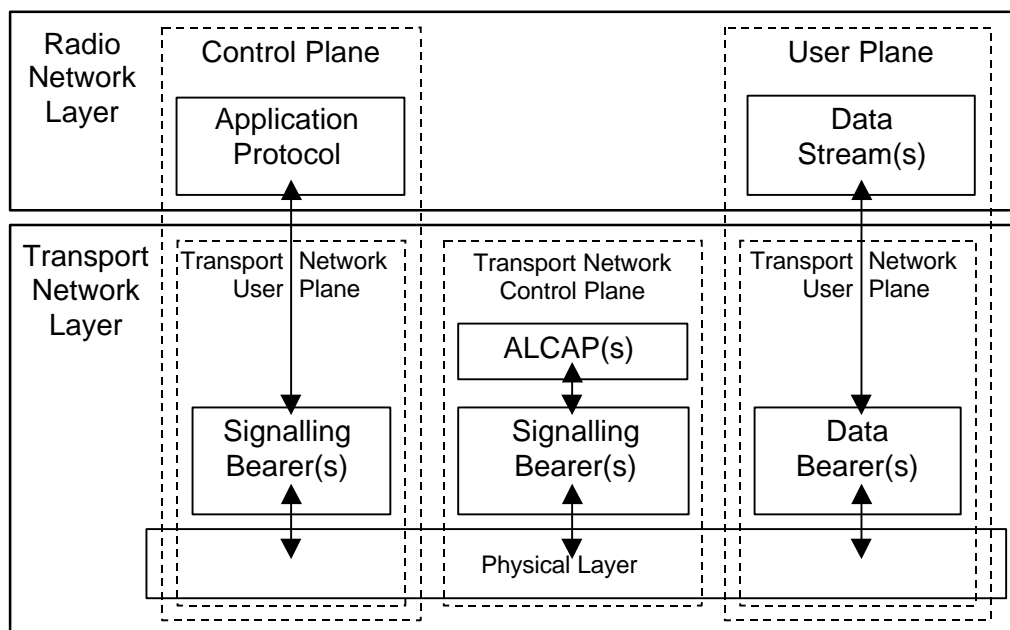 Radio
Network
Layer
Control Plane
User Plane
Application
Protocol
Data
Stream(s)
Transport
Network
Layer
Transport Network
User Plane
Transport Network
Control Plane
Transport Network
User Plane
ALCAP(s)
Signalling
Bearer(s)
Signalling
Bearer(s)
Data
Bearer(s)
Physical Layer